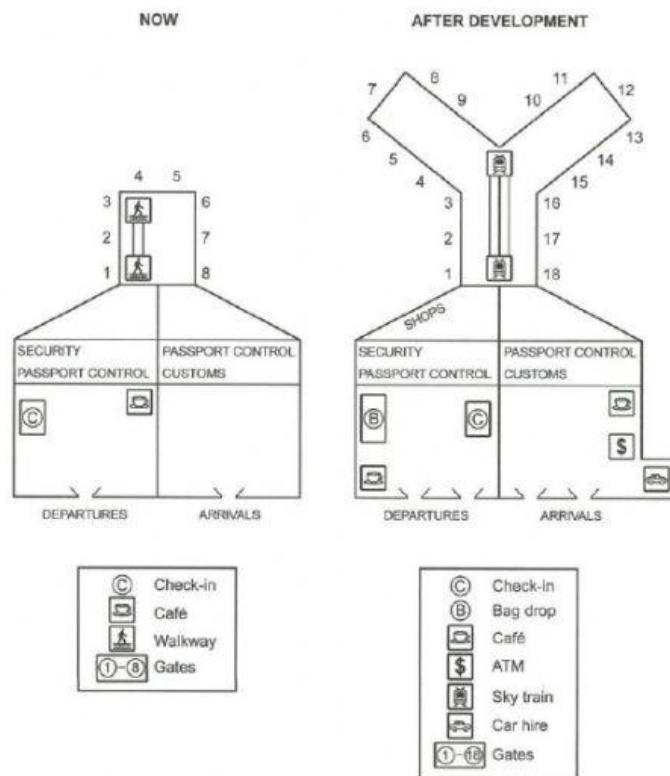 NOW
4 5
3 6
2 7
1 8
SECURITY PASSPORT CONTROL
PASSPORT CONTROL CUSTOMS
C
DEPARTURES ARRIVALS
C Check-in
Café
Walkway
1-8 Gates
AFTER DEVELOPMENT
7 8 11 12
9 10
6 13
5 14
4 15
3 16
2 17
1 18
SHOPS
SECURITY PASSPORT CONTROL
PASSPORT CONTROL CUSTOMS
B C
$
DEPARTURES ARRIVALS
C Check-in
B Bag drop
Café
$ ATM
Sky train
Car hire
1-18 Gates